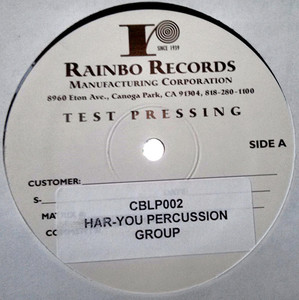 SINCE 1939
RAINBO RECORDS
MANUFACTURING CORPORATION
8960 Eton Ave., Canoga Park, CA 91304, 818-280-1100
TEST PRESSING
SIDE A
CUSTOMER:
S-
CBLP002
HAR-YOU PERCUSSION
GROUP